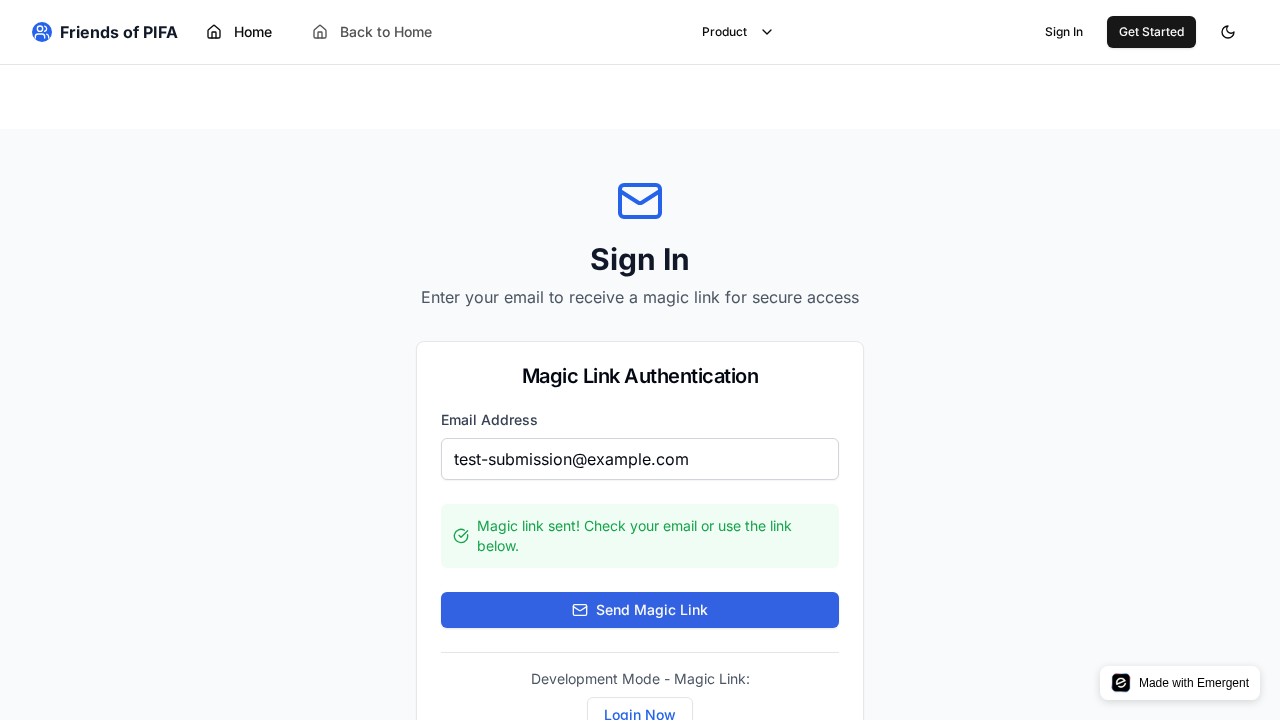 Friends of PIFA
Home
Back to Home
Product
Sign In
Get Started
Sign In
Enter your email to receive a magic link for secure access
Magic Link Authentication
Email Address
test-submission@example.com
Magic link sent! Check your email or use the link
below.
Send Magic Link
Development Mode - Magic Link:
Login Now
Made with Emergent